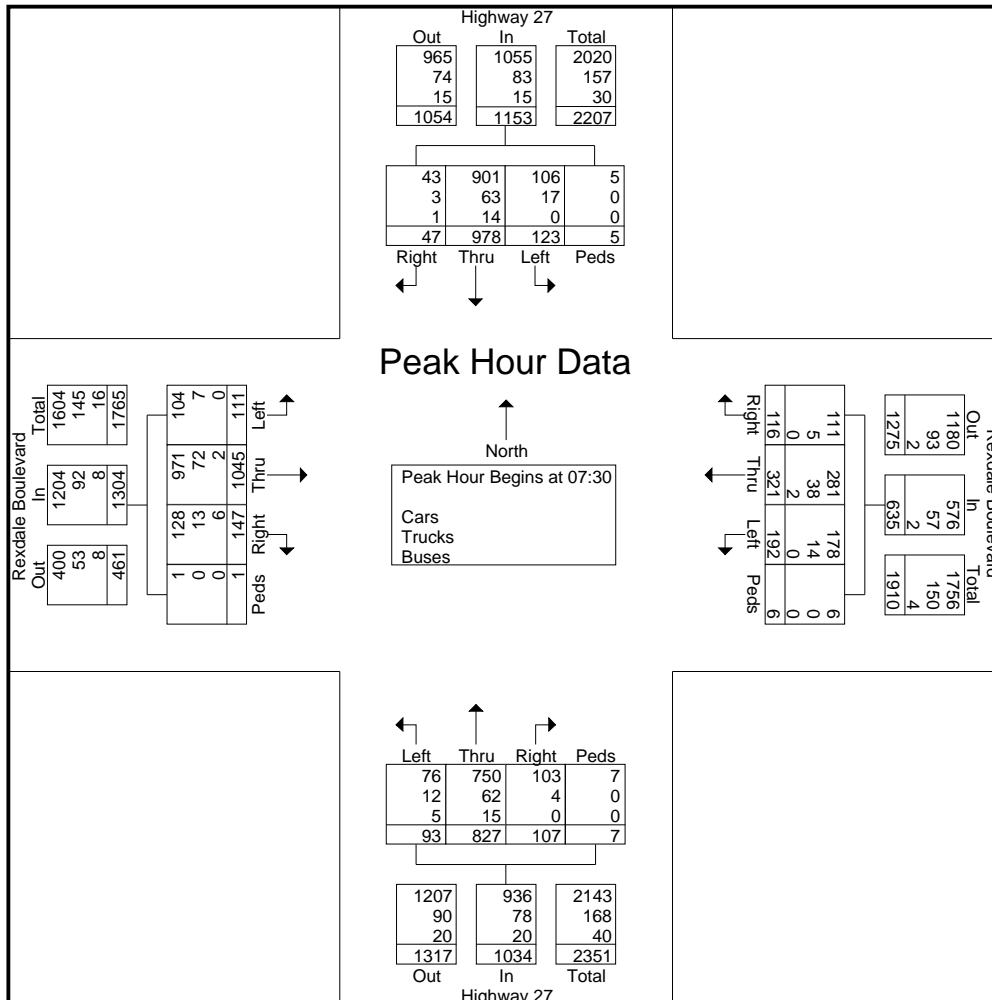 Highway 27
Out In Total
965 1055 2020
74 83 157
15 15 30
1054 1153 2207
43 901 106 5
3 63 17 0
1 14 0 0
47 978 123 5
Right Thru Left Peds
Peak Hour Data
North
Peak Hour Begins at 07:30
Cars
Trucks
Buses
Rexdale Boulevard
Out In Total
400 1204 1604
53 92 145
8 8 16
461 1304 1765
1 128 971 104
0 13 72 7
0 6 2 0
1 147 1045 111
Peds Right Thru Left
Rexdale Boulevard
Out In Total
1180 576 1756
93 57 150
2 2 4
1275 635 1910
111 281 178 6
5 38 14 0
0 2 0 0
116 321 192 6
Right Thru Left Peds
Left Thru Right Peds
76 750 103 7
12 62 4 0
5 15 0 0
93 827 107 7
1207 936 2143
90 78 168
20 20 40
1317 1034 2351
Out In Total
Highway 27